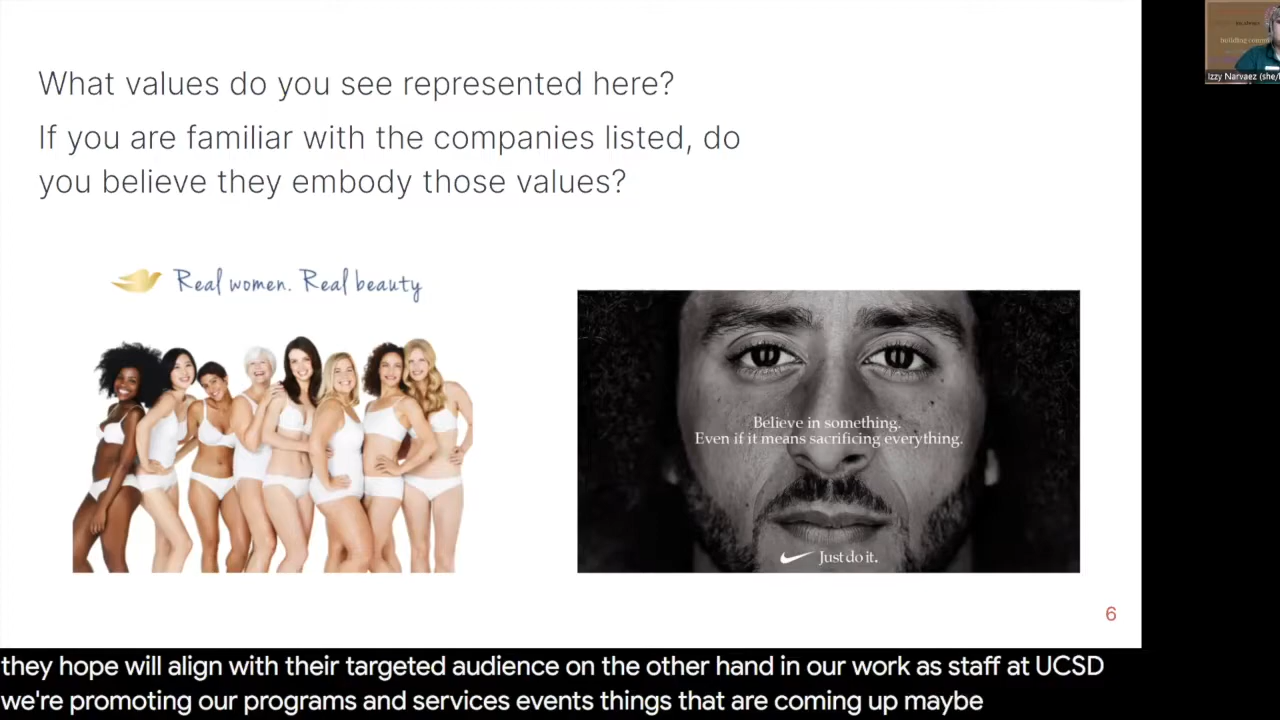 What values do you see represented here?
If you are familiar with the companies listed, do
you believe they embody those values?
Real women. Real beauty
Believe in something.
Even if it means sacrificing everything.
Just do it.
6
Izzy Narvaez (she/
they hope will align with their targeted audience on the other hand in our work as staff at UCSD
we're promoting our programs and services events things that are coming up maybe